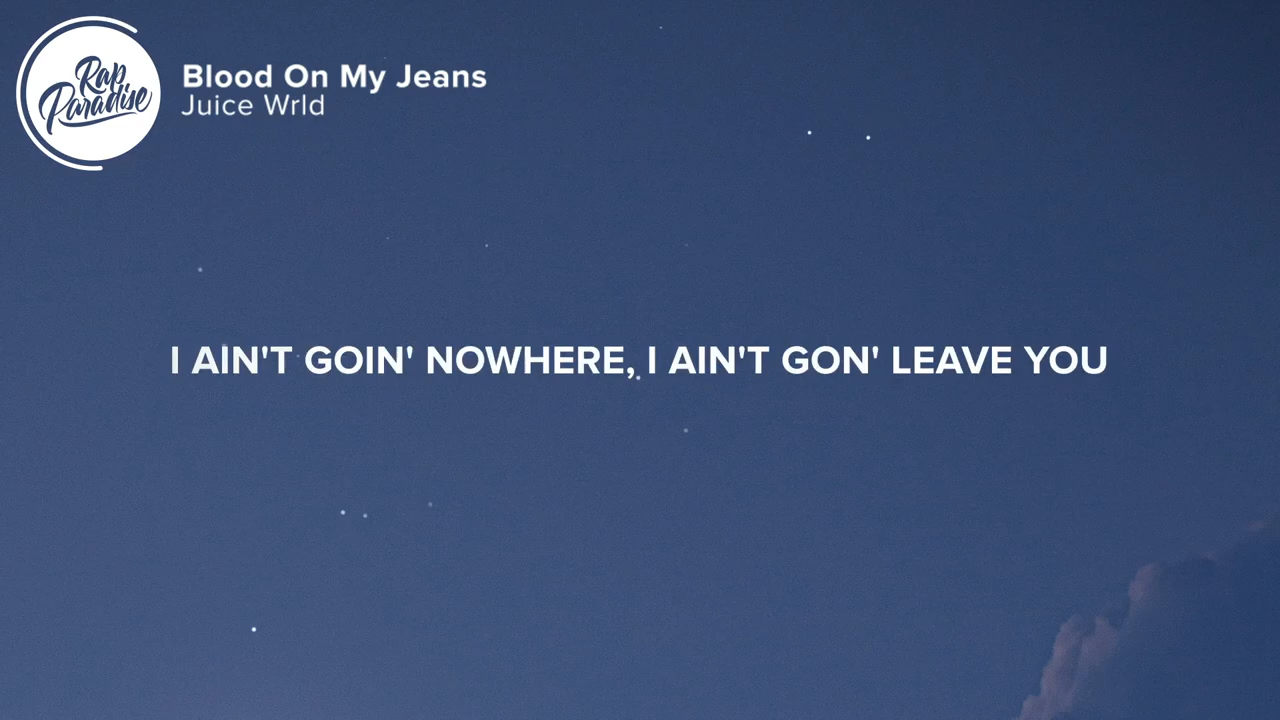 Rap
Paradise
Blood On My Jeans
Juice Wrld
I AIN'T GOIN' NOWHERE, I AIN'T GON' LEAVE YOU